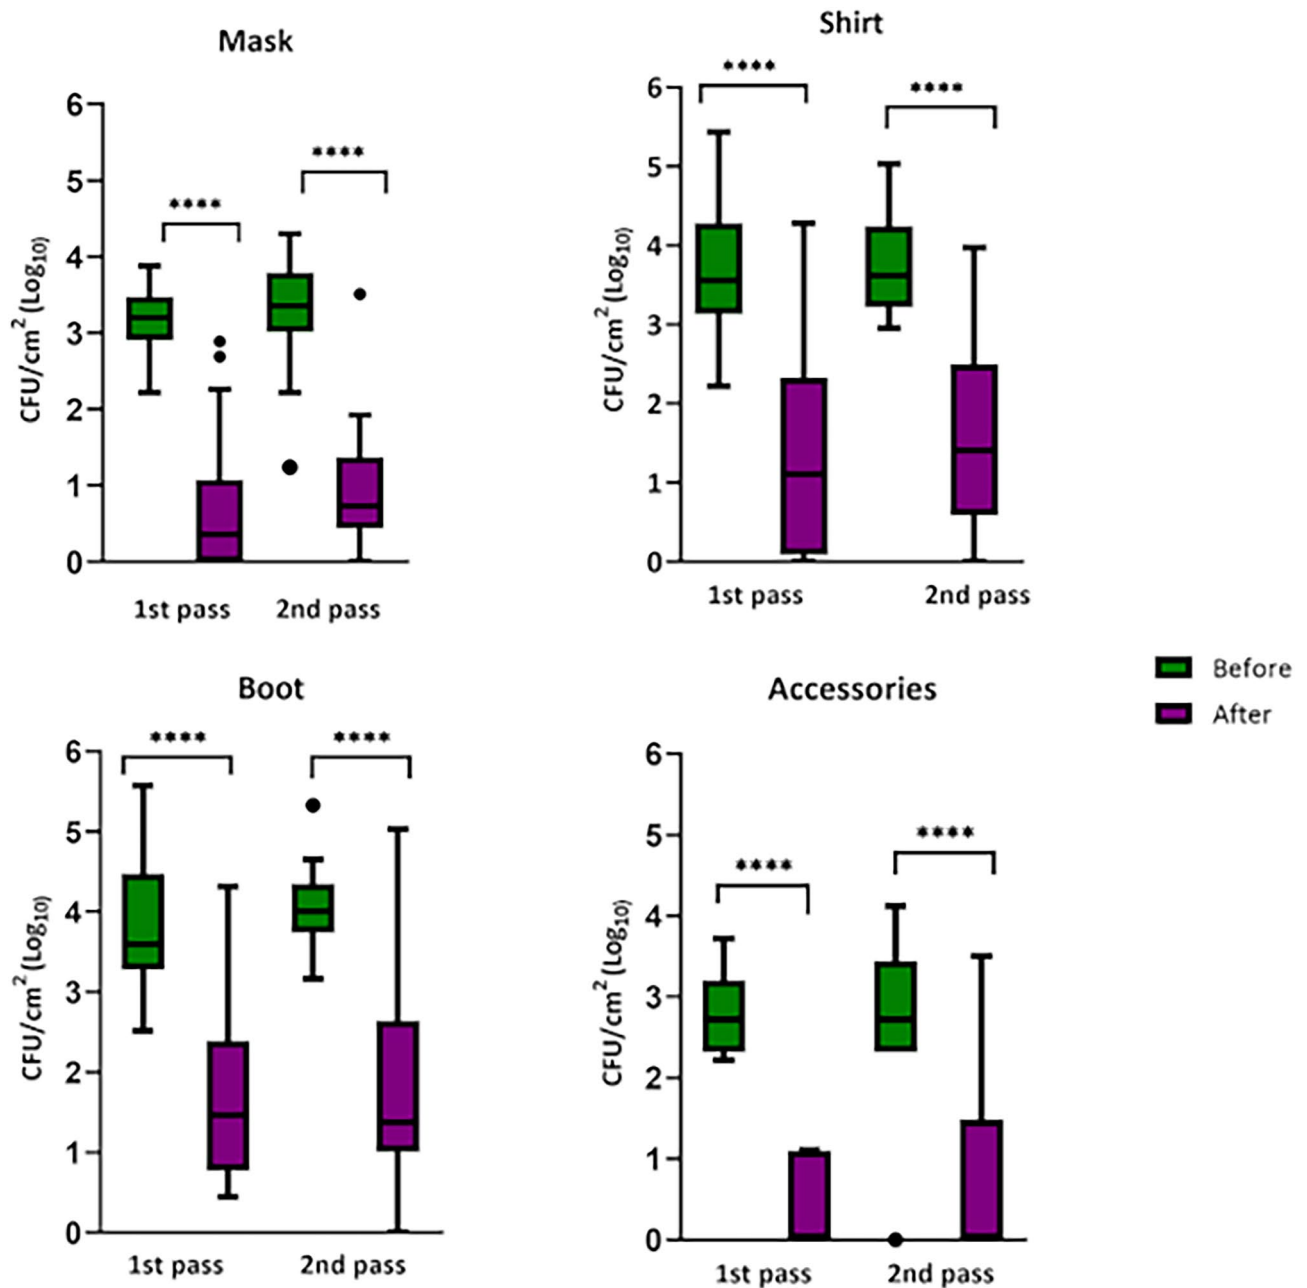 Mask
6
5
4
3
2
1
0
CFU/cm² (Log₁₀)
****
****
1st pass
2nd pass
Shirt
6
5
4
3
2
1
0
CFU/cm² (Log₁₀)
****
****
1st pass
2nd pass
Boot
6
5
4
3
2
1
0
CFU/cm² (Log₁₀)
****
****
1st pass
2nd pass
Accessories
6
5
4
3
2
1
0
CFU/cm² (Log₁₀)
****
****
1st pass
2nd pass
Before
After